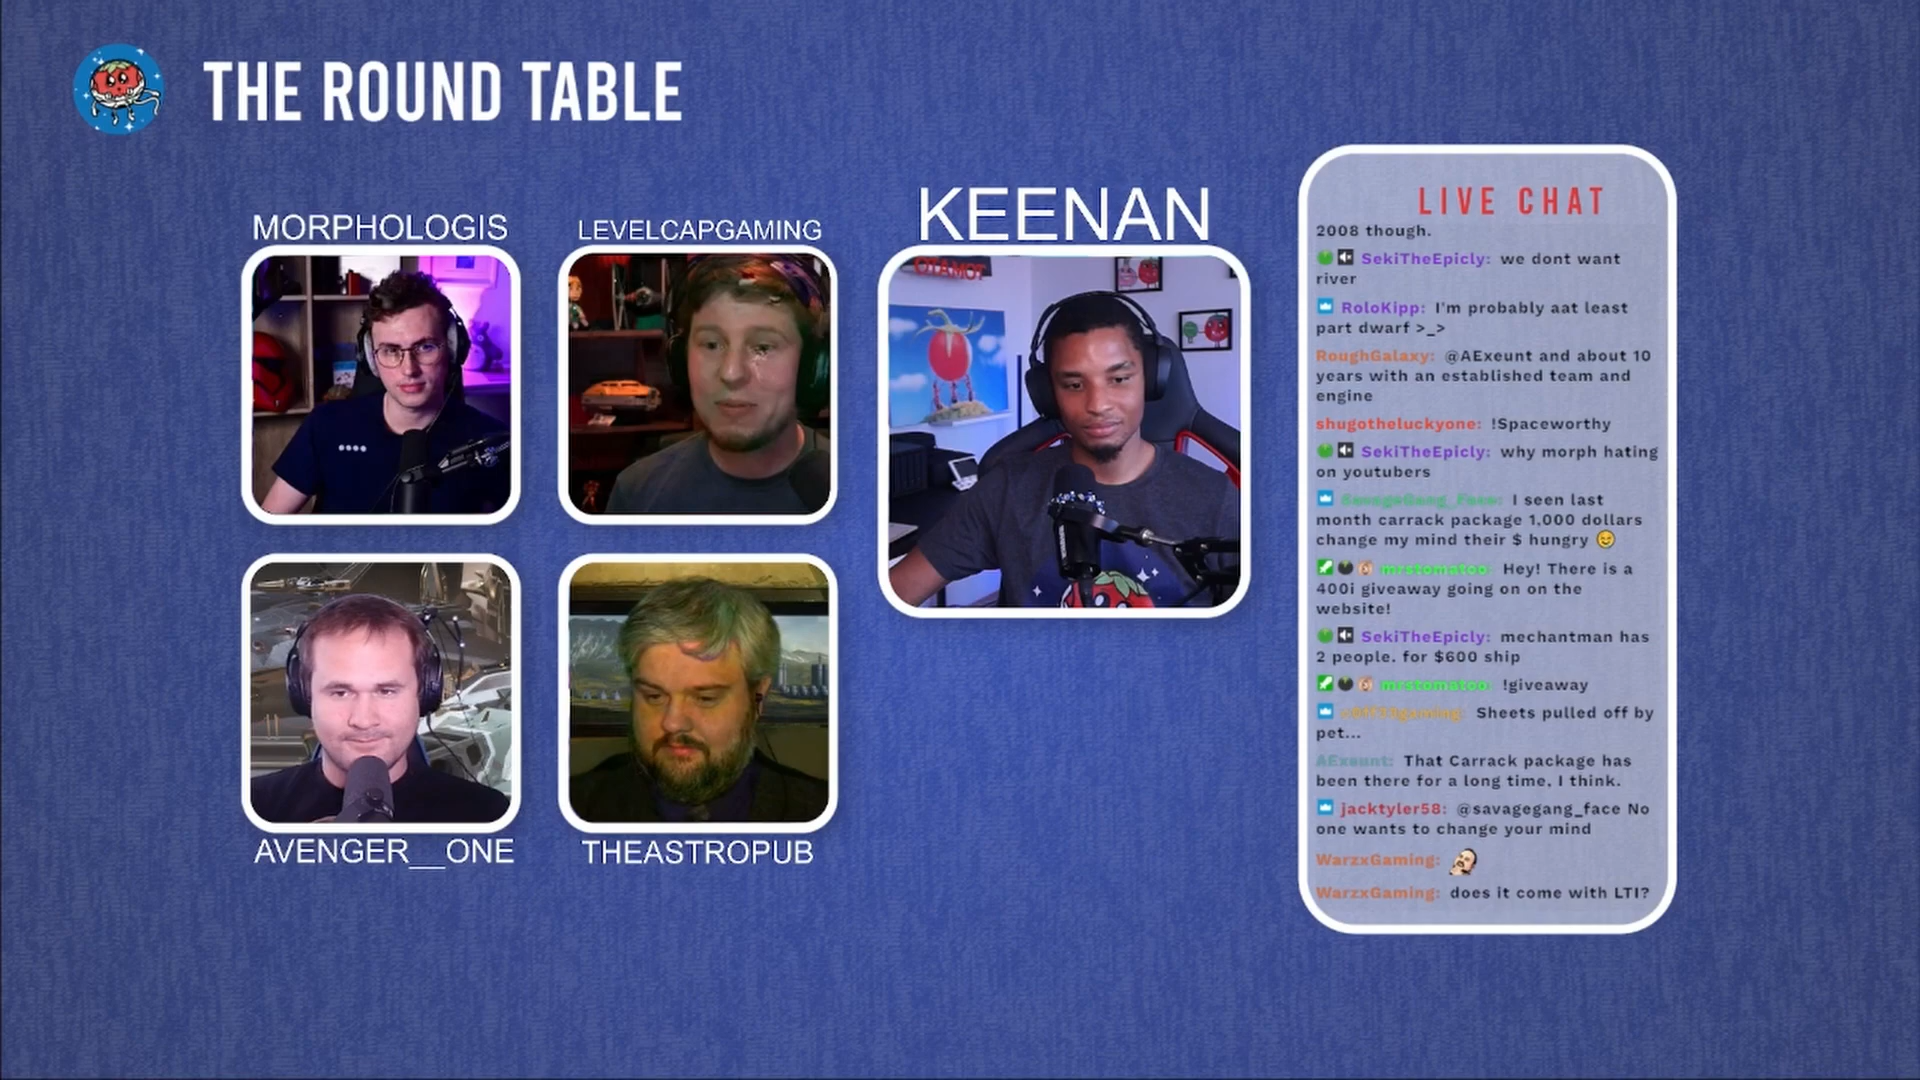 THE ROUND TABLE
MORPHOLOGIS
LEVELCAPGAMING
KEENAN
AVENGER__ONE
THEASTROPUB
LIVE CHAT
2008 though.
SekiTheEpicly: we dont want
river
RoloKipp: I'm probably aat least
part dwarf >_>
RoughGalaxy: @AExeunt and about 10
years with an established team and
engine
shugotheluckyone: !Spaceworthy
SekiTheEpicly: why morph hating
on youtubers
SavageGang_Face: I seen last
month carrack package 1,000 dollars
change my mind their $ hungry
mrstomatoo: Hey! There is a
400i giveaway going on on the
website!
SekiTheEpicly: mechantman has
2 people. for $600 ship
mrstomatoo: !giveaway
Sheets pulled off by
pet...
AExeunt: That Carrack package has
been there for a long time, I think.
jacktyler58: @savagegang_face No
one wants to change your mind
WarzxGaming:
WarzxGaming: does it come with LTI?